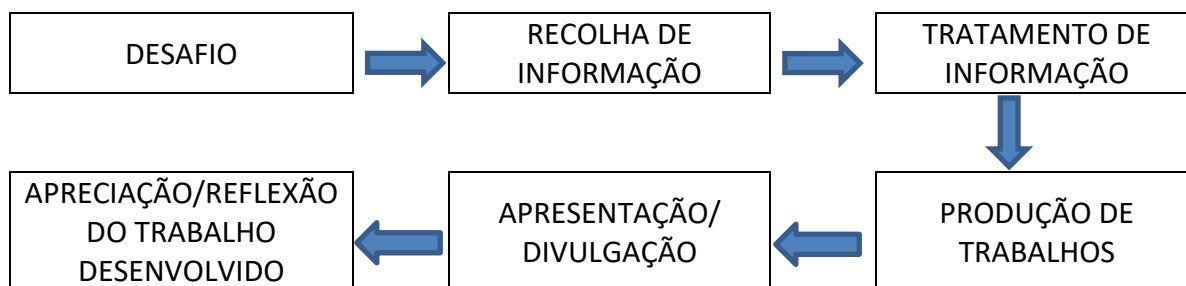 DESAFIO
RECOLHA DE
INFORMAÇÃO
TRATAMENTO DE
INFORMAÇÃO
PRODUÇÃO DE
TRABALHOS
APRESENTAÇÃO/
DIVULGAÇÃO
APRECIAÇÃO/REFLEXÃO
DO TRABALHO
DESENVOLVIDO